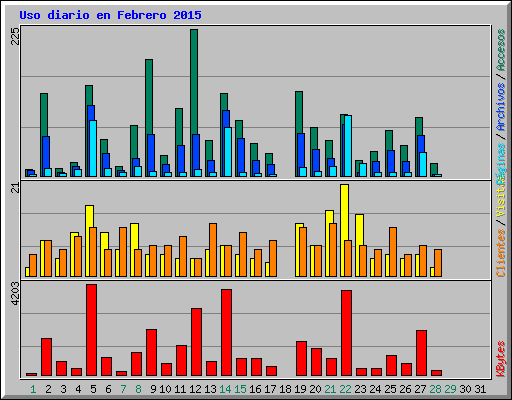 Uso diario en Febrero 2015
225
21
4203
Accesos / Archivos / Páginas
Visitas / Clientes
KBytes
1 2 3 4 5 6 7 8 9 10 11 12 13 14 15 16 17 18 19 20 21 22 23 24 25 26 27 28 29 30 31